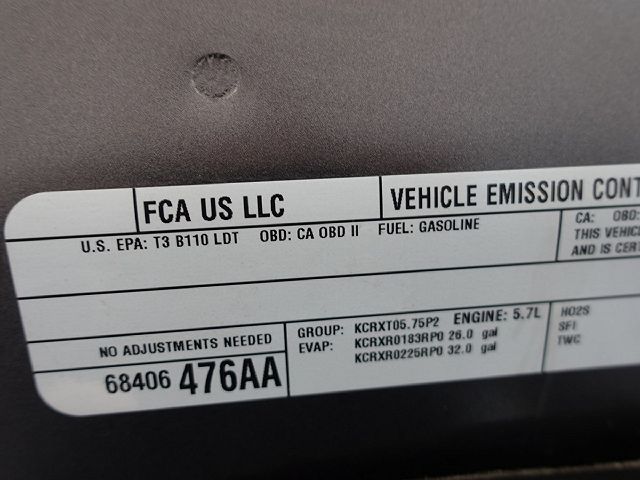 FCA US LLC
VEHICLE EMISSION CONT
U.S. EPA: T3 B110 LDT OBD: CA OBD II FUEL: GASOLINE
CA: OBD:
THIS VEHIC
AND IS CER
NO ADJUSTMENTS NEEDED
68406 476AA
GROUP: KCRXT05.75P2 ENGINE: 5.7L
EVAP: KCRXR0183RP0 26.0 gal
KCRXR0225RP0 32.0 gal
HO2S
SFI
TWC